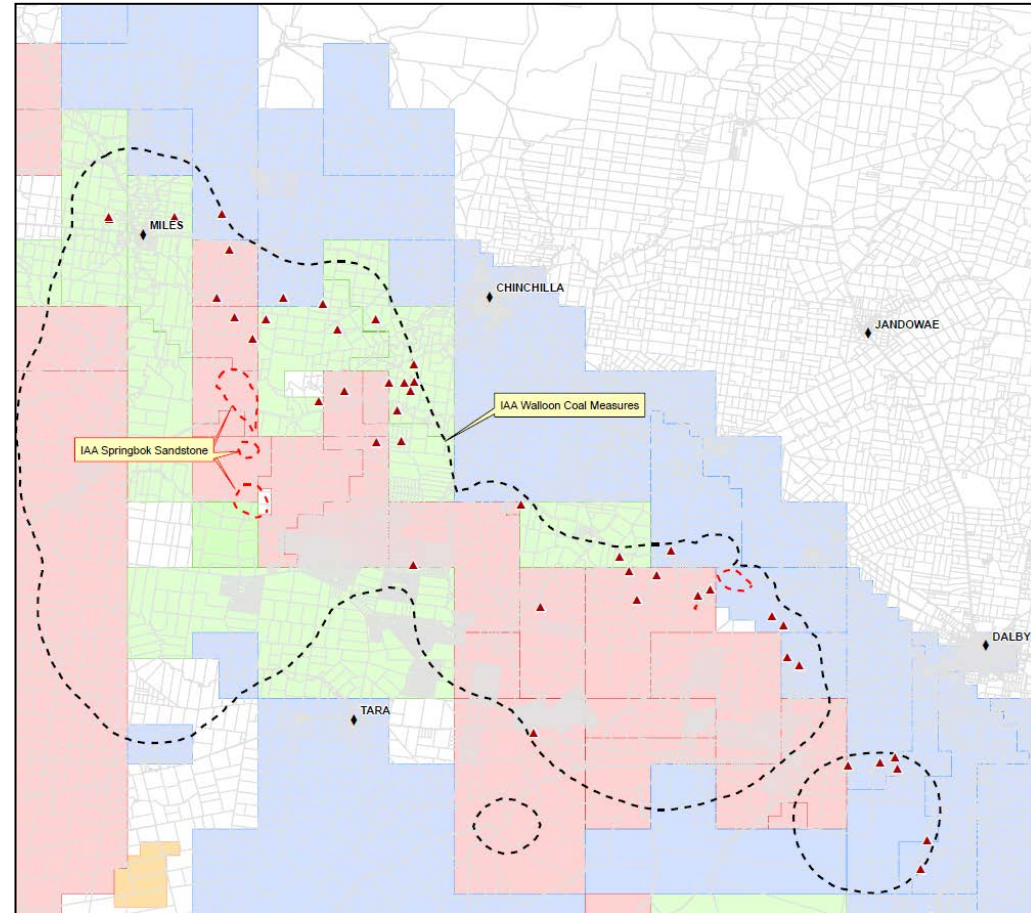 MILES
CHINCHILLA
JANDOWAE
IAA Walloon Coal Measures
IAA Springbok Sandstone
DALBY
TARA